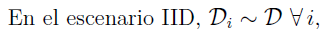 En el escenario IID, 𝒟ᵢ ∼ 𝒟 ∀ i,